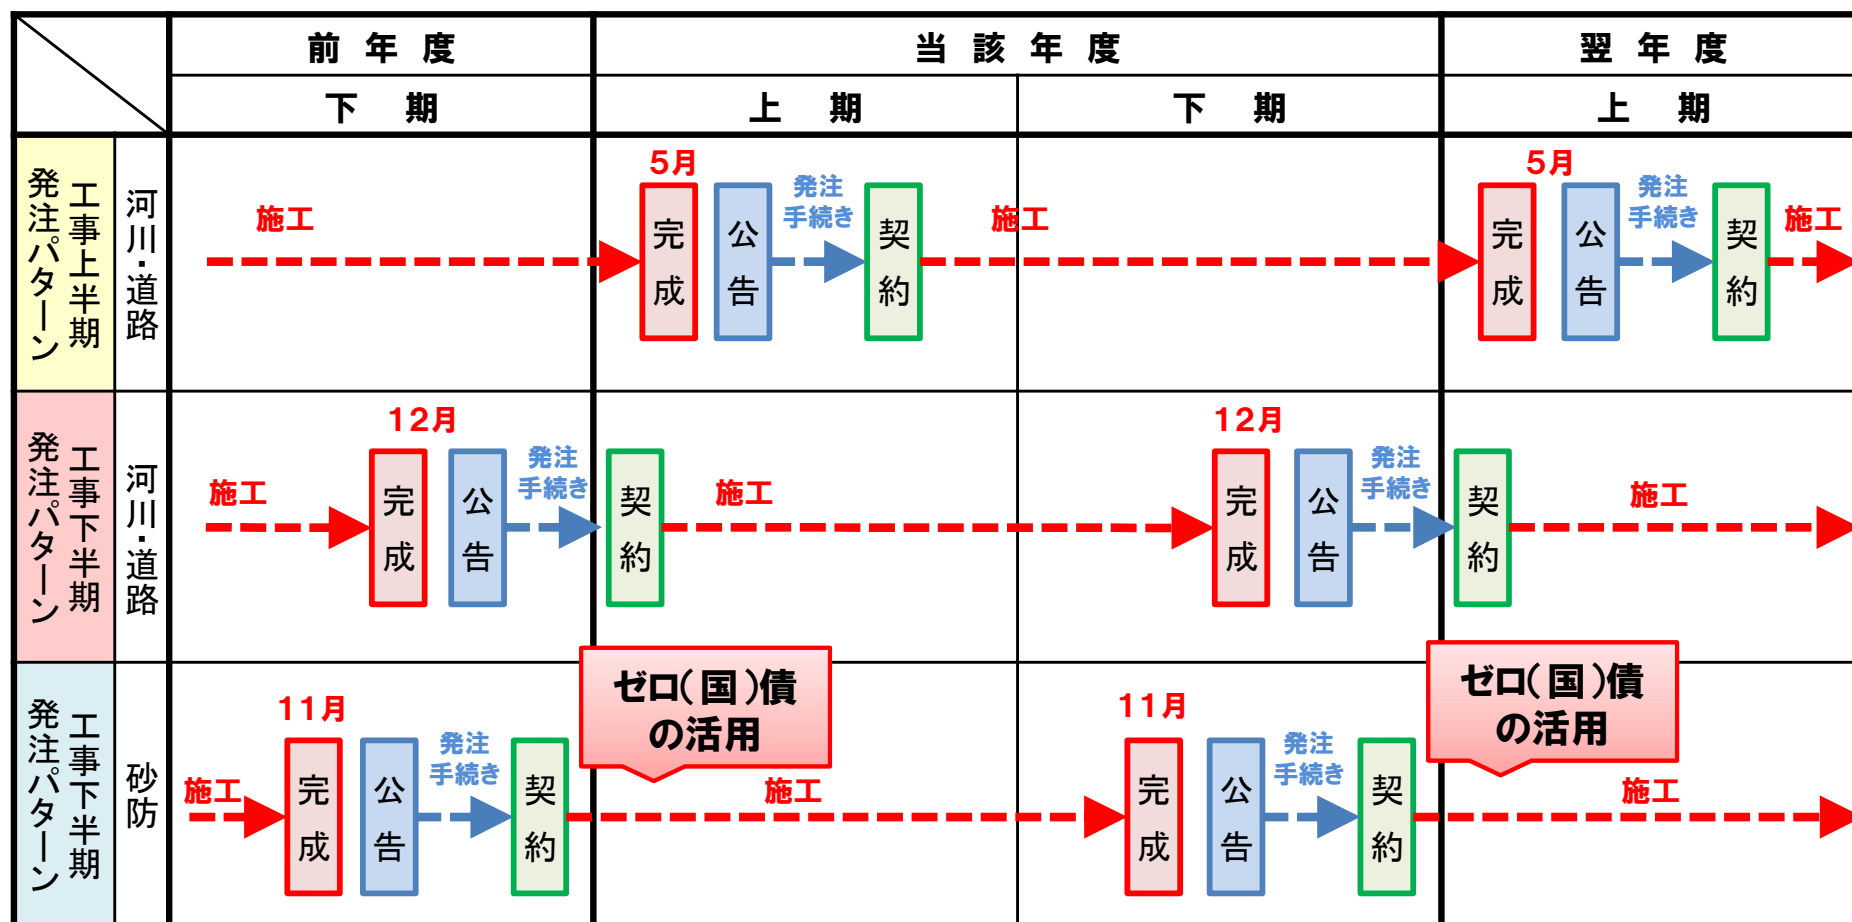 前年度
当該年度
翌年度
下期
上期
下期
上期
工事上半期
発注パターン
河川・道路
施工
5月
完成
公告
発注
手続き
契約
施工
5月
完成
公告
発注
手続き
契約
施工
工事下半期
発注パターン
河川・道路
施工
12月
完成
公告
発注
手続き
契約
施工
12月
完成
公告
発注
手続き
契約
施工
工事下半期
発注パターン
砂防
施工
11月
完成
公告
発注
手続き
契約
ゼロ(国)債
の活用
施工
11月
完成
公告
発注
手続き
契約
ゼロ(国)債
の活用
施工